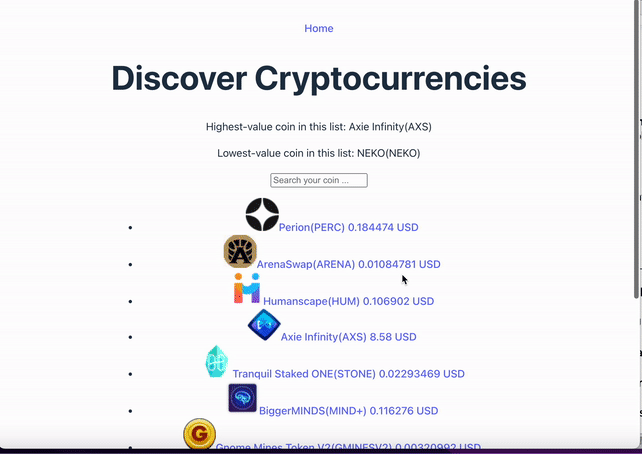 Home
Discover Cryptocurrencies
Highest-value coin in this list: Axie Infinity(AXS)
Lowest-value coin in this list: NEKO(NEKO)
Search your coin ...
Perion(PERC) 0.184474 USD
ArenaSwap(ARENA) 0.01084781 USD
Humanscape(HUM) 0.106902 USD
Axie Infinity(AXS) 8.58 USD
Tranquil Staked ONE(STONE) 0.02293469 USD
BiggerMINDS(MIND+) 0.116276 USD
G
Gnome Mines Token V2(GMINESV2) 0.00320992 USD